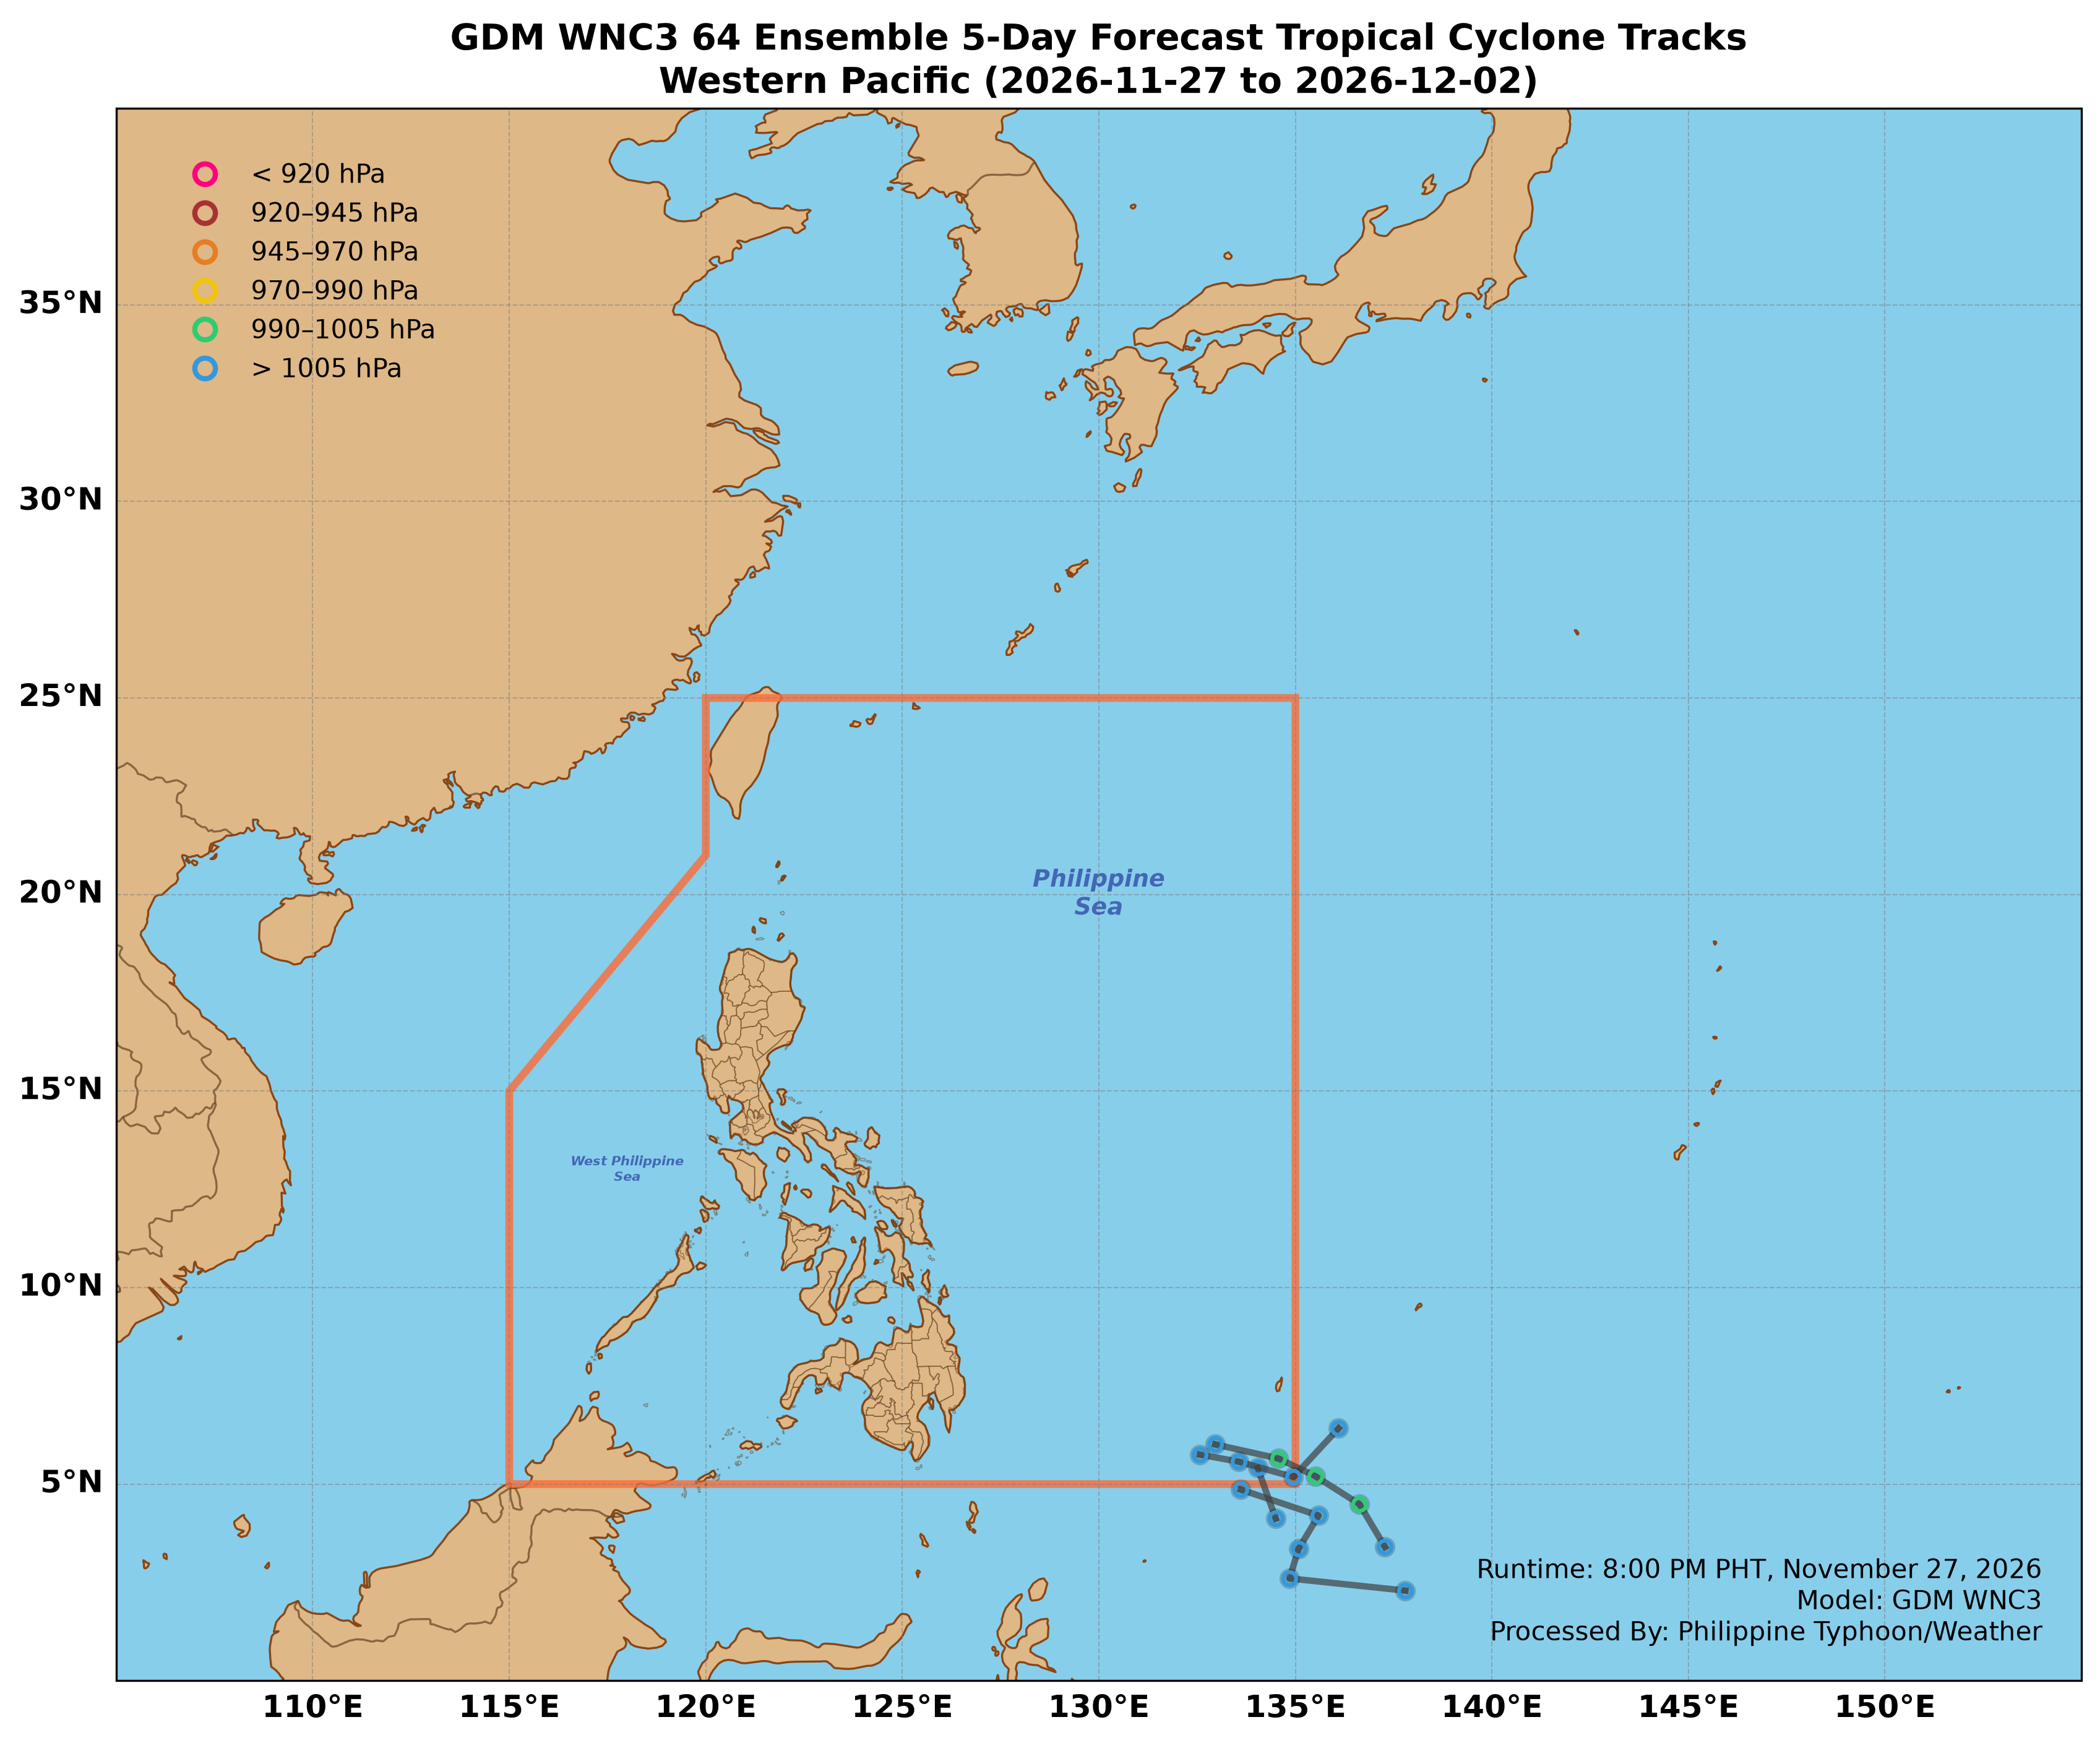 GDM WNC3 64 Ensemble 5-Day Forecast Tropical Cyclone Tracks
Western Pacific (2026-11-27 to 2026-12-02)
< 920 hPa
920–945 hPa
945–970 hPa
970–990 hPa
990–1005 hPa
> 1005 hPa
35°N
30°N
25°N
20°N
15°N
10°N
5°N
Philippine
Sea
West Philippine
Sea
Runtime: 8:00 PM PHT, November 27, 2026
Model: GDM WNC3
Processed By: Philippine Typhoon/Weather
110°E
115°E
120°E
125°E
130°E
135°E
140°E
145°E
150°E